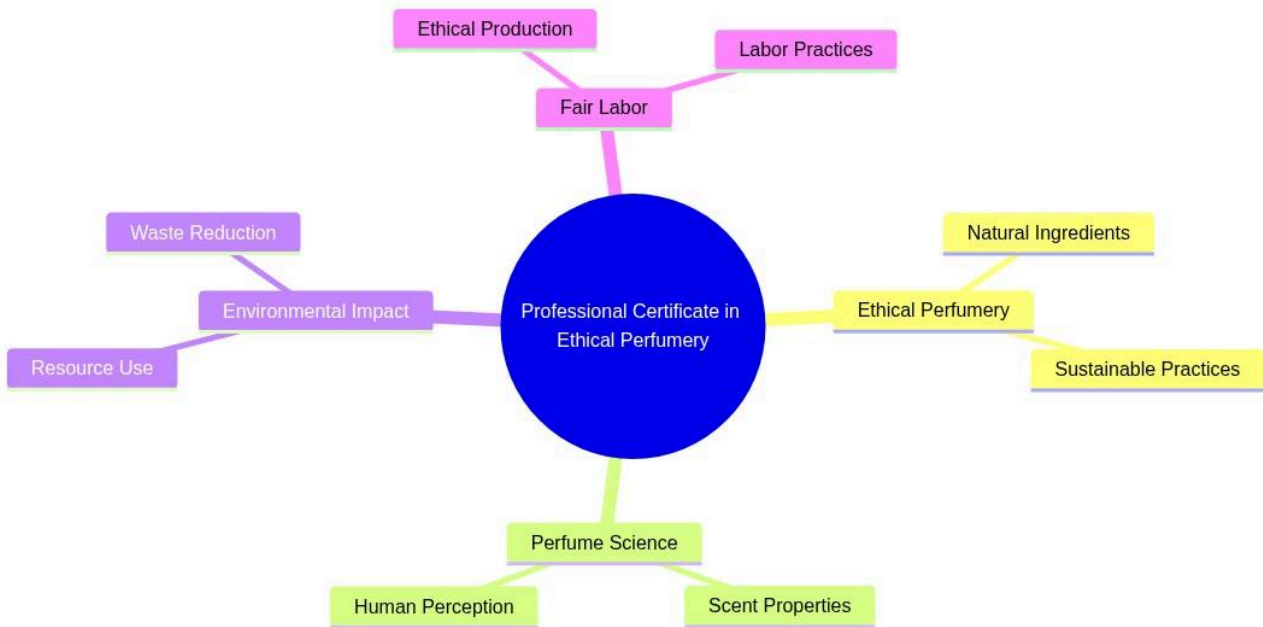 Ethical Production
Labor Practices
Fair Labor
Waste Reduction
Natural Ingredients
Environmental Impact
Professional Certificate in
Ethical Perfumery
Ethical Perfumery
Resource Use
Sustainable Practices
Perfume Science
Human Perception
Scent Properties